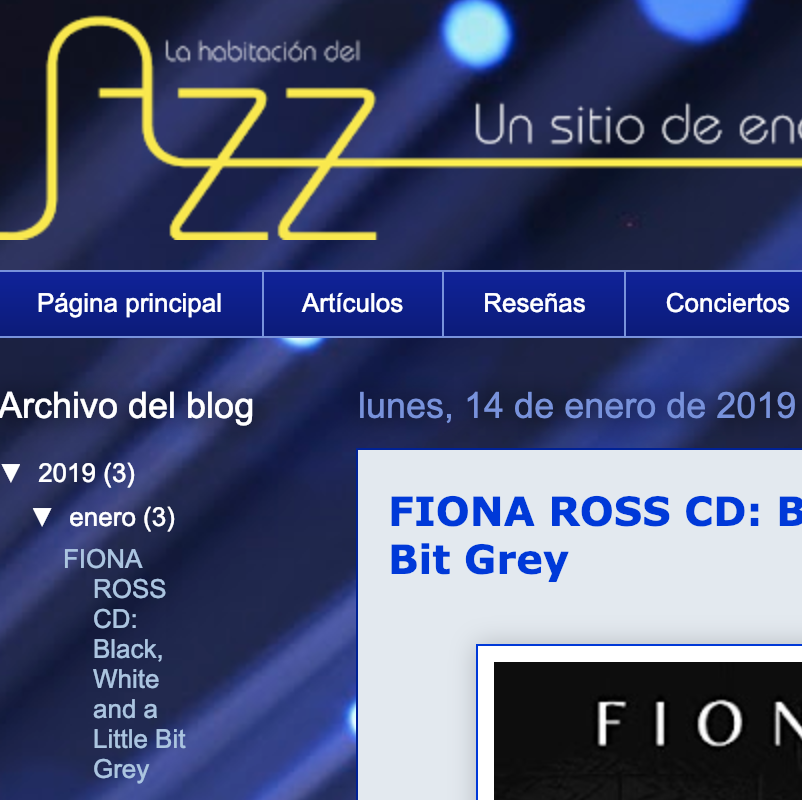 La habitación del
JAZZ
Un sitio de
Página principal
Artículos
Reseñas
Conciertos
Archivo del blog
▼ 2019 (3)
▼ enero (3)
FIONA
ROSS
CD:
Black,
White
and a
Little Bit
Grey
lunes, 14 de enero de 2019
FIONA ROSS CD: B
Bit Grey
FION